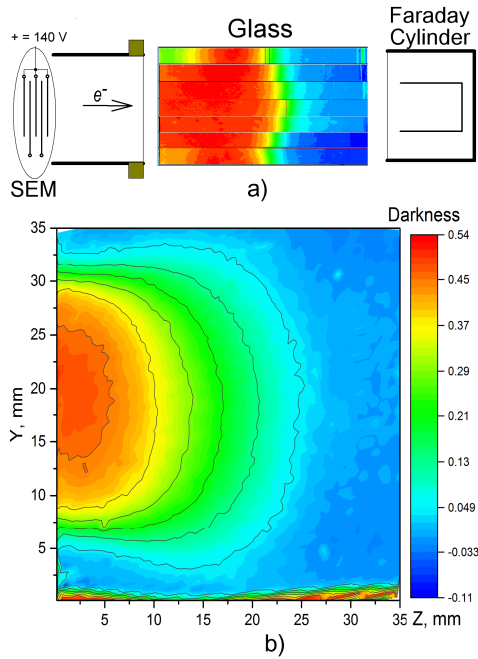 Glass
Faraday
Cylinder
+ = 140 V
e-
SEM
a)
Darkness
35
30
25
20
15
10
5
Y, mm
5
10
15
20
25
30
35
Z, mm
0.54
0.45
0.37
0.29
0.21
0.13
0.049
-0.033
-0.11
b)